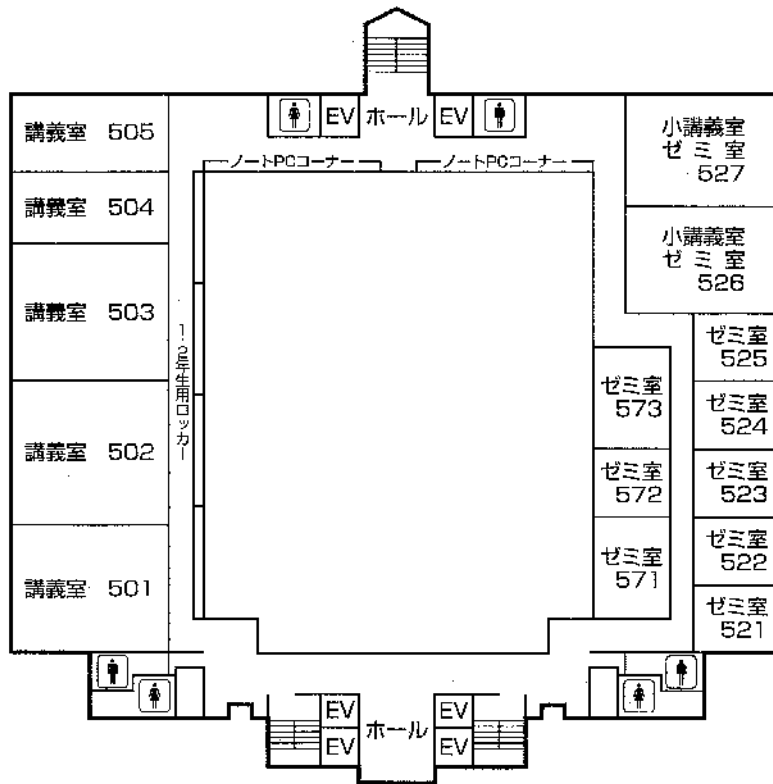 EV ホール EV
講義室 505
ノートPCコーナー
ノートPCコーナー
小講義室
ゼミ室
527
講義室 504
小講義室
ゼミ室
526
講義室 503
1・2年生用ロッカー
ゼミ室
525
ゼミ室
573
ゼミ室
524
講義室 502
ゼミ室
572
ゼミ室
523
ゼミ室
571
ゼミ室
522
講義室 501
ゼミ室
521
EV
EV
ホール
EV
EV